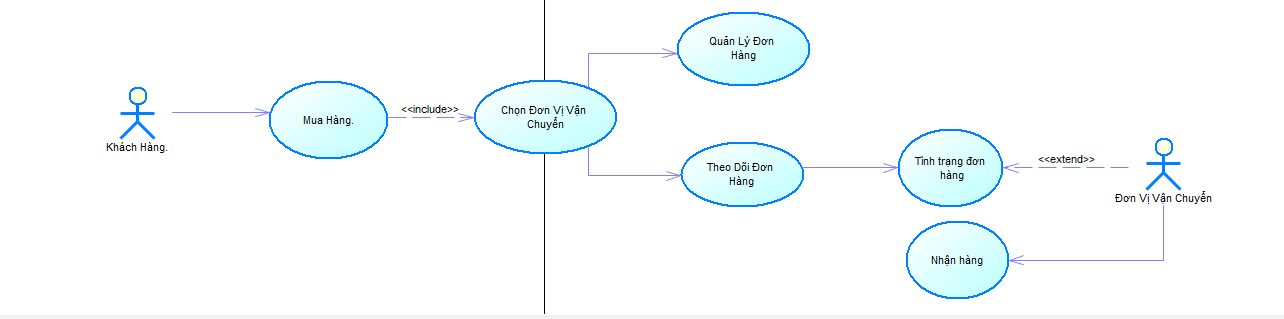 Quản Lý Đơn
Hàng
Khách Hàng.
Mua Hàng.
<<include>>
Chọn Đơn Vị Vận
Chuyển
Theo Dõi Đơn
Hàng
Tình trạng đơn
hàng
<<extend>>
Đơn Vị Vận Chuyển
Nhận hàng